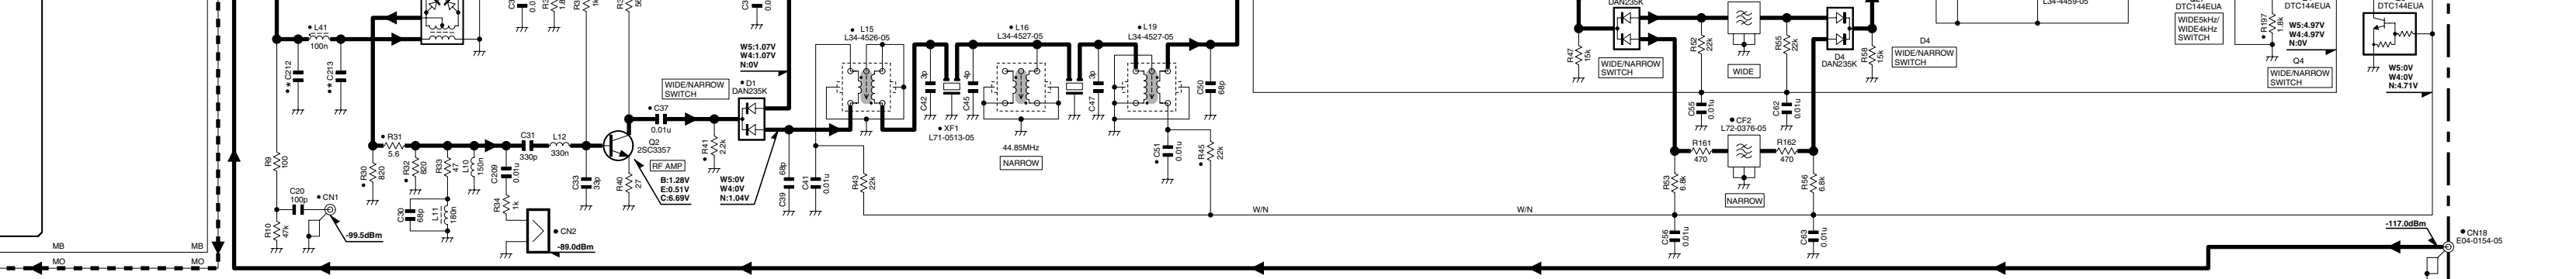 L41
100n
*C212
*C213
R9
100
C20
100p
CN1
R10
47k
-99.5dBm
MB
MB
MO
MO
R31
5.6
R30
820
R32
820
R33
47
L10
150n
C209
0.01u
C30
68p
L11
180n
R34
1k
CN2
-89.0dBm
C31
330p
L12
330n
C33
33p
R40
27
Q2
2SC3357
RF AMP
B:1.28V
E:0.51V
C:6.69V
C37
0.01u
WIDE/NARROW
SWITCH
R41
2.2k
D1
DAN235K
W5:1.07V
W4:1.07V
N:0V
W5:0V
W4:0V
N:1.04V
C39
68p
C41
0.01u
R43
22k
L15
L34-4526-05
C42
3p
XF1
L71-0513-05
C45
4p
L16
L34-4527-05
44.85MHz
NARROW
C47
3p
L19
L34-4527-05
C51
0.01u
R45
22k
C50
68p
W/N
W/N
R47
15k
DAN235K
WIDE/NARROW
SWITCH
R52
22k
WIDE
R55
22k
D4
DAN235K
R58
15k
D4
WIDE/NARROW
SWITCH
C55
0.01u
C62
0.01u
CF2
L72-0376-05
R161
470
R162
470
NARROW
R53
6.8k
R56
6.8k
C56
0.01u
C63
0.01u
L34-4459-05
DTC144EUA
WIDE5kHz/
WIDE4kHz
SWITCH
R197
1.8k
DTC144EUA
W5:4.97V
W4:4.97V
N:0V
Q4
WIDE/NARROW
SWITCH
DTC144EUA
W5:0V
W4:0V
N:4.71V
-117.0dBm
CN18
E04-0154-05